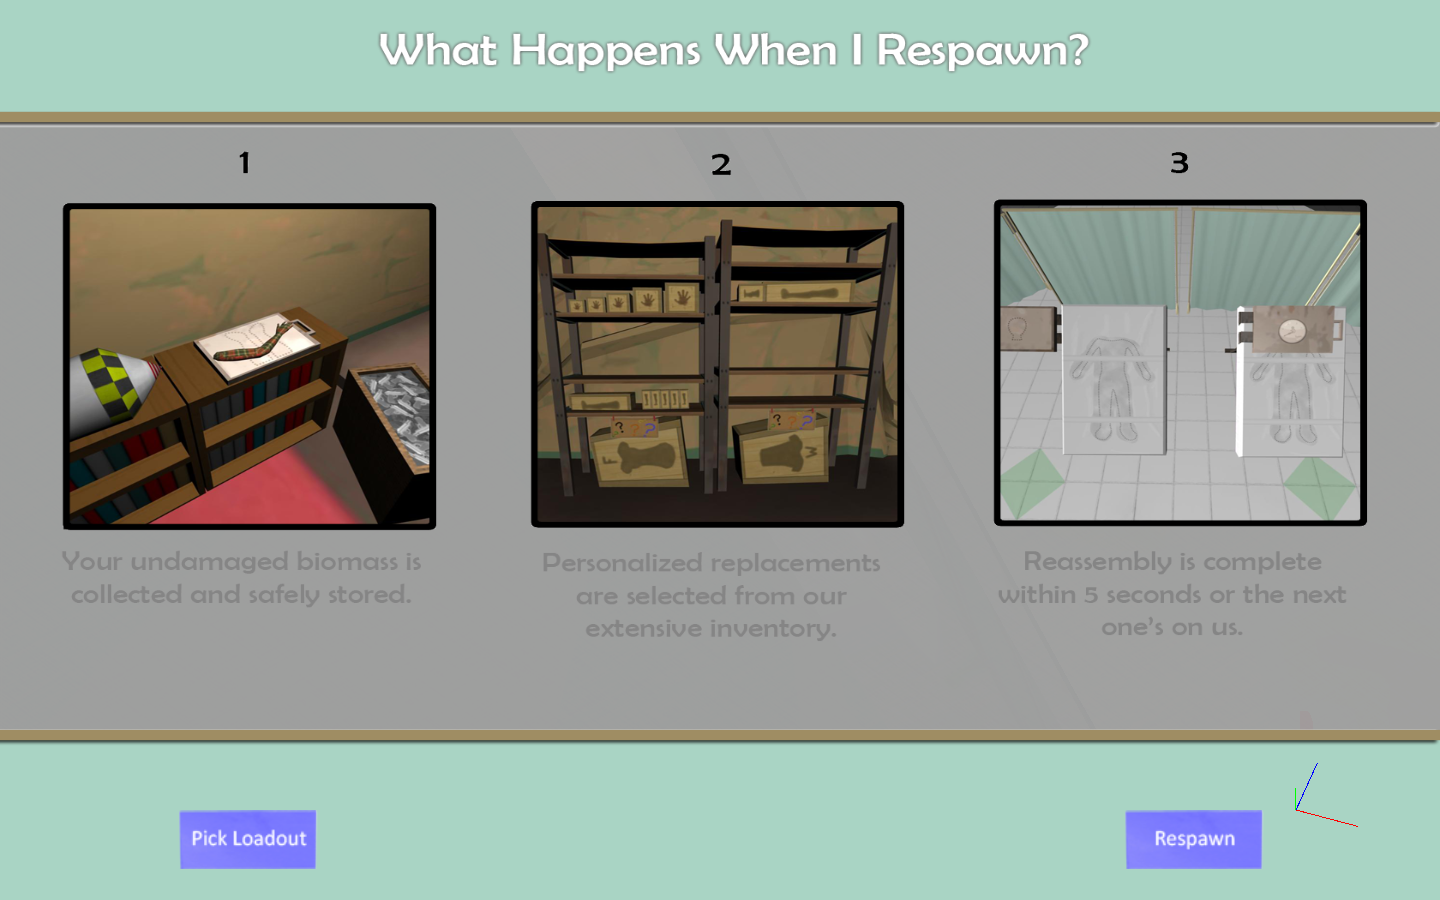 What Happens When I Respawn?
1
2
3
? ? ?
? ? ?
F
M
Your undamaged biomass is
collected and safely stored.
Personalized replacements
are selected from our
extensive inventory.
Reassembly is complete
within 5 seconds or the next
one's on us.
Pick Loadout
Respawn